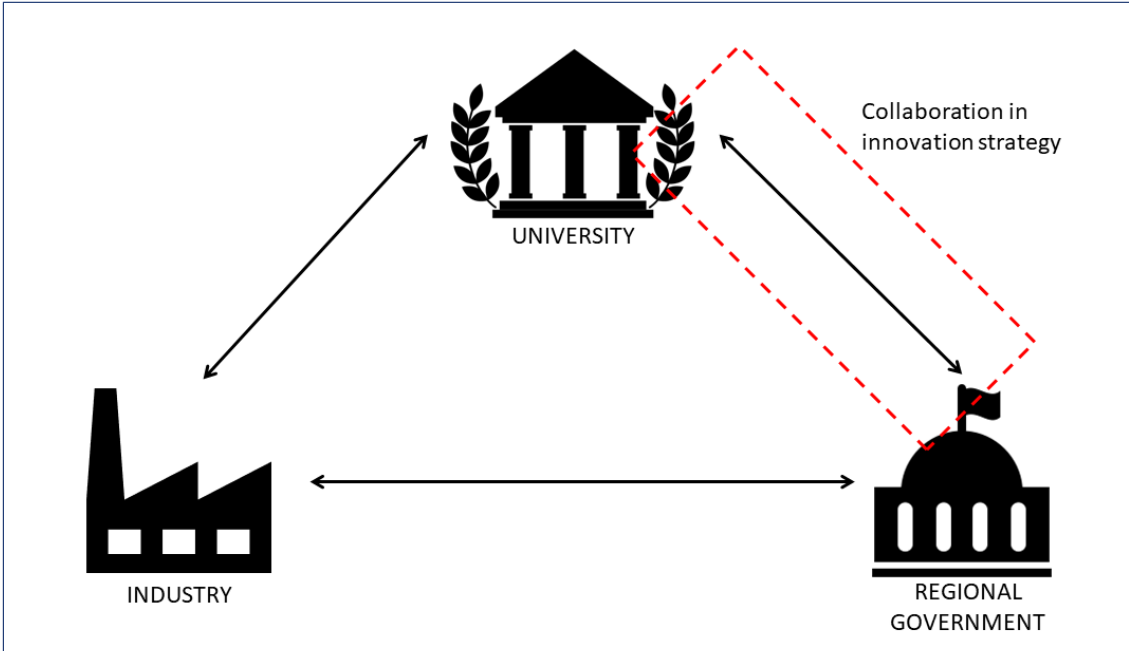 Collaboration in
innovation strategy
UNIVERSITY
INDUSTRY
REGIONAL
GOVERNMENT